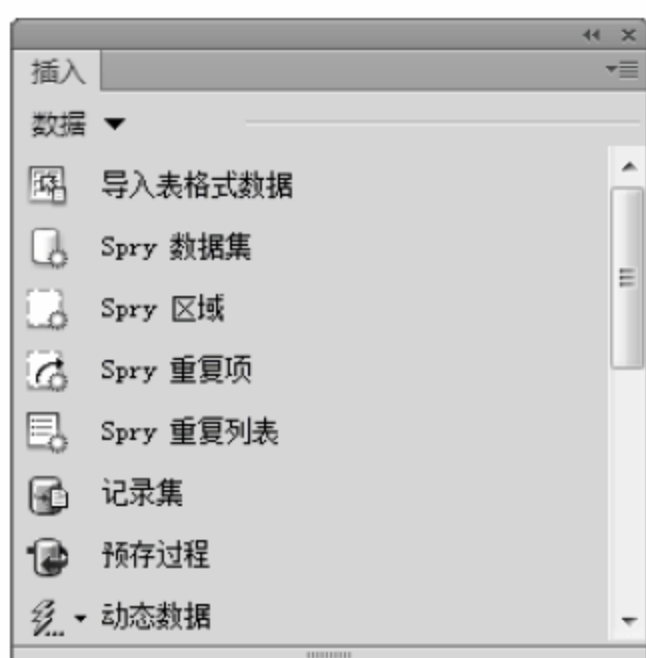 插入
数据
导入表格式数据
Spry 数据集
Spry 区域
Spry 重复项
Spry 重复列表
记录集
预存过程
动态数据